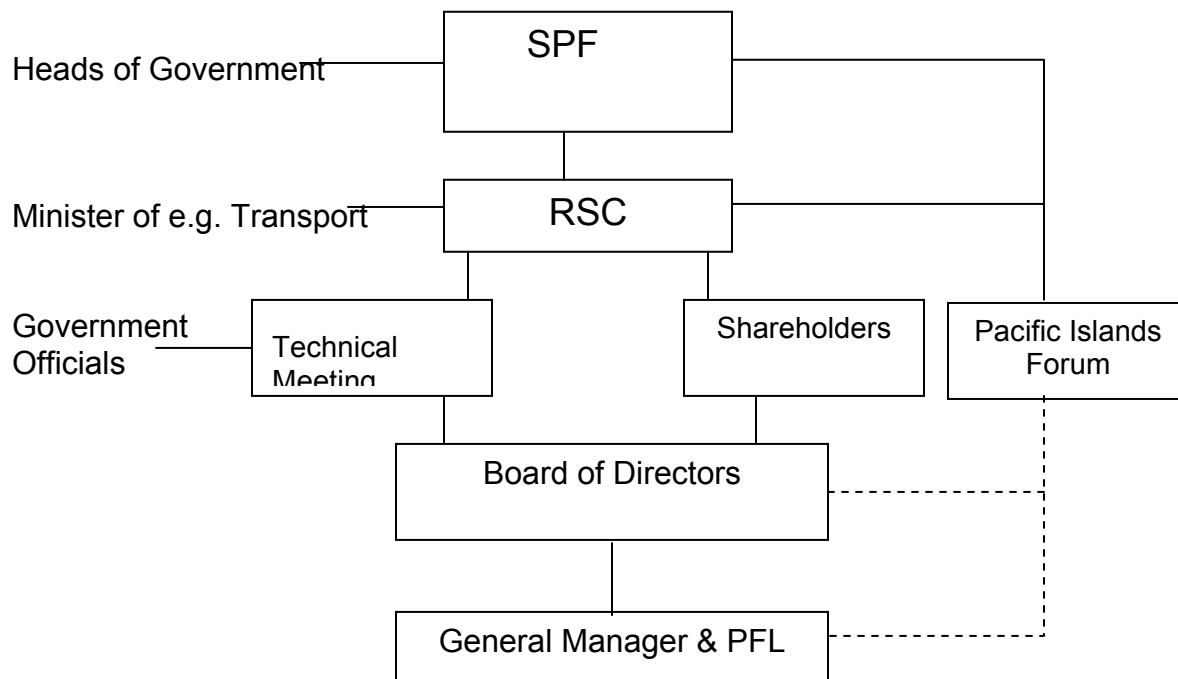 SPF
Heads of Government
Minister of e.g. Transport
RSC
Government
Officials
Technical
Meeting
Shareholders
Pacific Islands
Forum
Board of Directors
General Manager & PFL